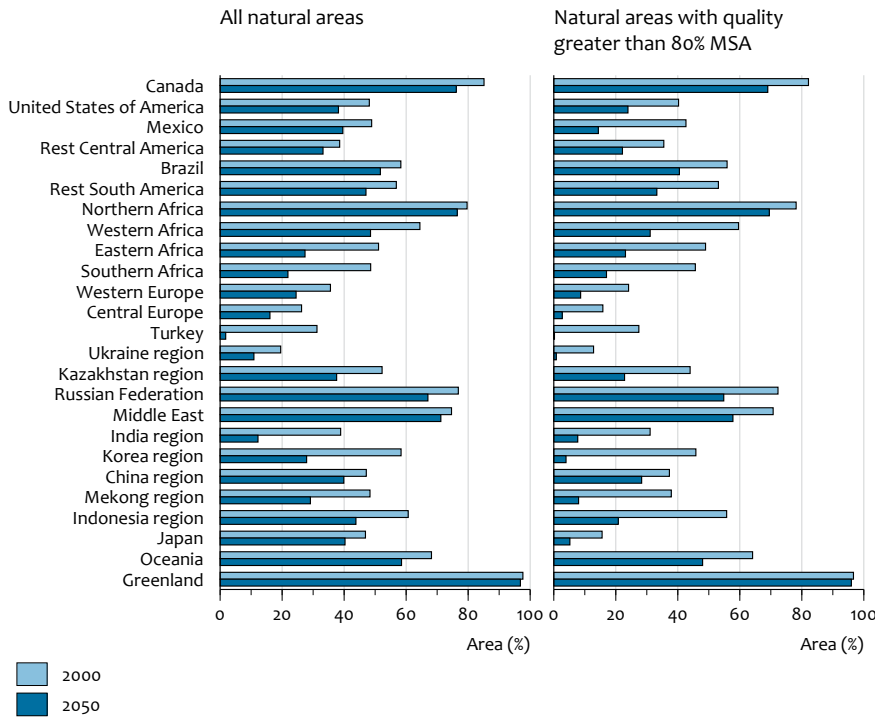 All natural areas
Natural areas with quality
greater than 80% MSA
Canada
United States of America
Mexico
Rest Central America
Brazil
Rest South America
Northern Africa
Western Africa
Eastern Africa
Southern Africa
Western Europe
Central Europe
Turkey
Ukraine region
Kazakhstan region
Russian Federation
Middle East
India region
Korea region
China region
Mekong region
Indonesia region
Japan
Oceania
Greenland
0 20 40 60 80 100
0 20 40 60 80 100
Area (%)
Area (%)
2000
2050